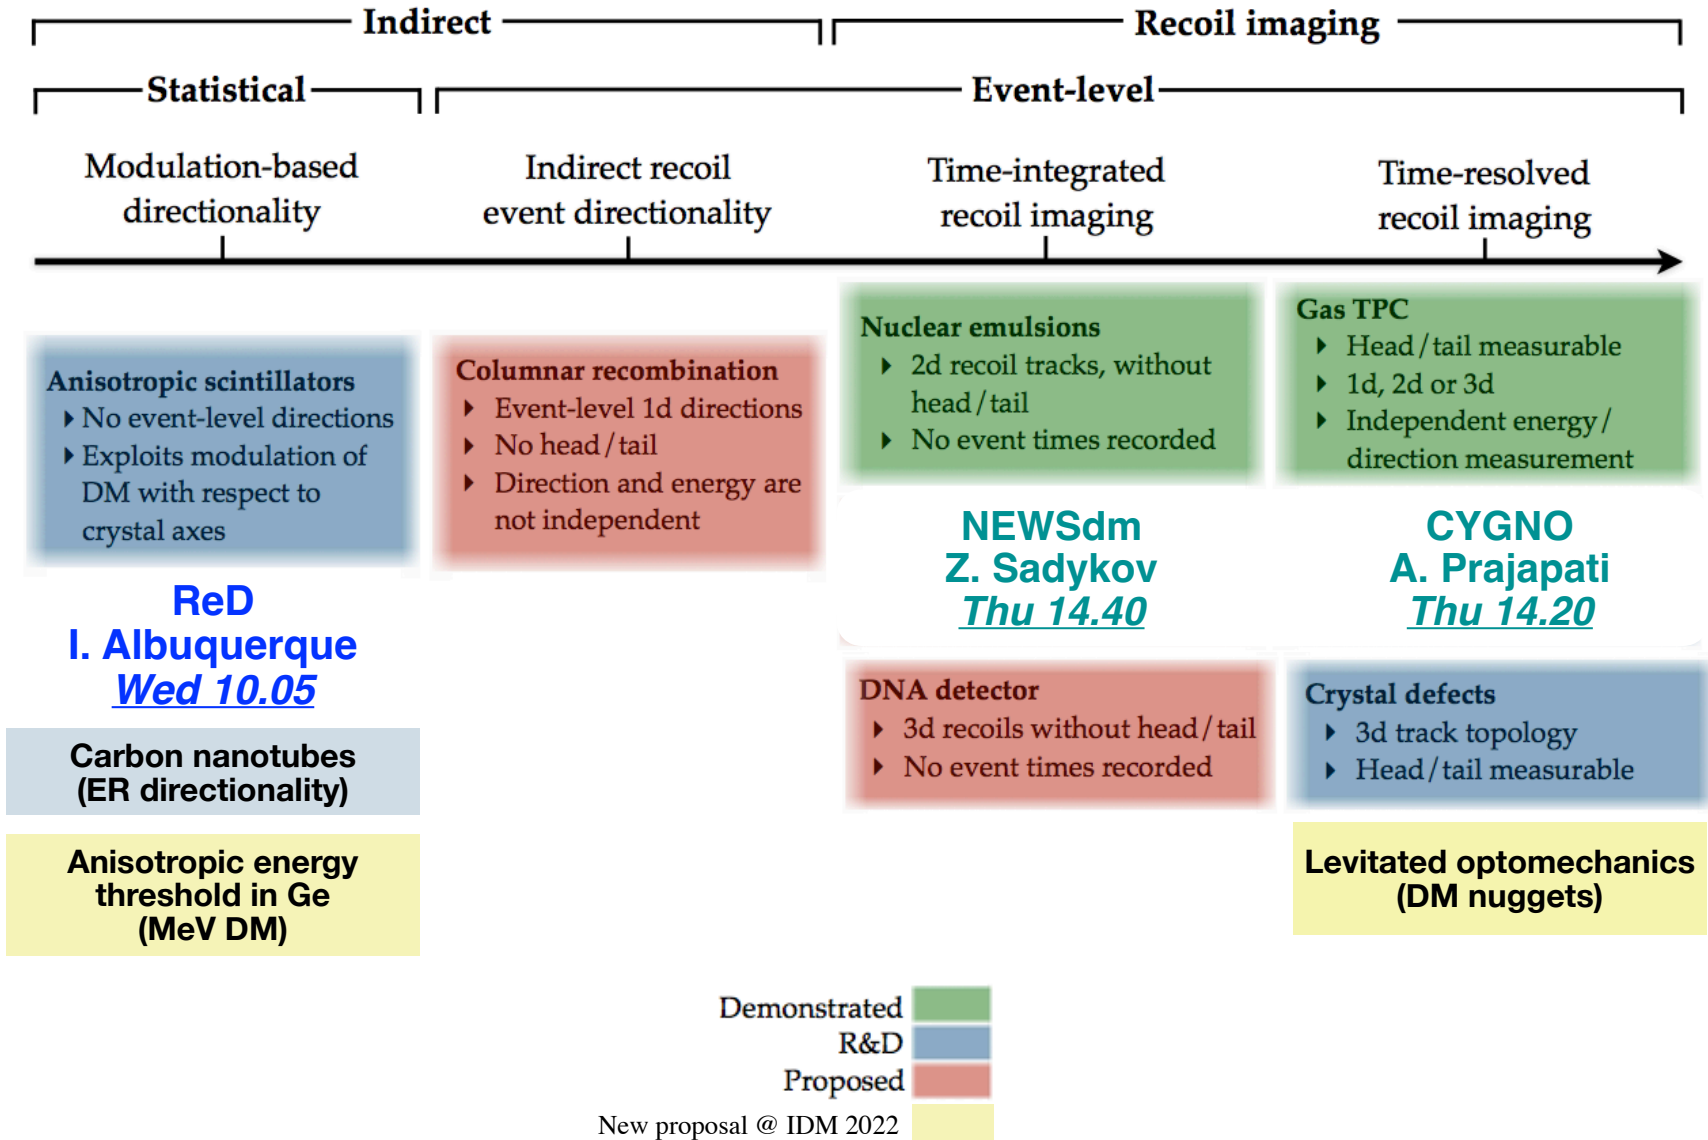 Indirect
Recoil imaging
Statistical
Event-level
Modulation-based
directionality
Indirect recoil
event directionality
Time-integrated
recoil imaging
Time-resolved
recoil imaging
Anisotropic scintillators
No event-level directions
Exploits modulation of
DM with respect to
crystal axes
ReD
I. Albuquerque
Wed 10.05
Carbon nanotubes
(ER directionality)
Anisotropic energy
threshold in Ge
(MeV DM)
Columnar recombination
Event-level 1d directions
No head/tail
Direction and energy are
not independent
Nuclear emulsions
2d recoil tracks, without
head/tail
No event times recorded
NEWSdm
Z. Sadykov
Thu 14.40
DNA detector
3d recoils without head/tail
No event times recorded
Gas TPC
Head/tail measurable
1d, 2d or 3d
Independent energy/
direction measurement
CYGNO
A. Prajapati
Thu 14.20
Crystal defects
3d track topology
Head/tail measurable
Levitated optomechanics
(DM nuggets)
Demonstrated
R&D
Proposed
New proposal @ IDM 2022